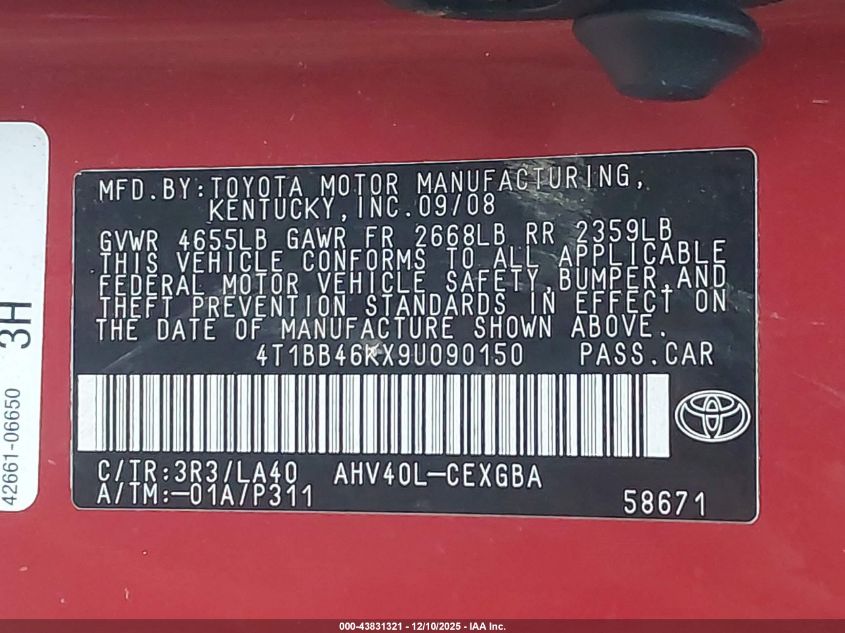 MFD.BY:TOYOTA MOTOR MANUFACTURING,
KENTUCKY,INC.09/08
GVWR 4655LB GAWR FR 2668LB RR 2359LB
THIS VEHICLE CONFORMS TO ALL APPLICABLE
FEDERAL MOTOR VEHICLE SAFETY,BUMPER,AND
THEFT PREVENTION STANDARDS IN EFFECT ON
THE DATE OF MANUFACTURE SHOWN ABOVE.
4T1BB46KX9U090150 PASS.CAR
C/TR:3R3/LA40 AHV40L-CEXGBA
A/TM:-01A/P311 58671
42661-06650 3H
000-43831321 - 12/10/2025 - IAA Inc.